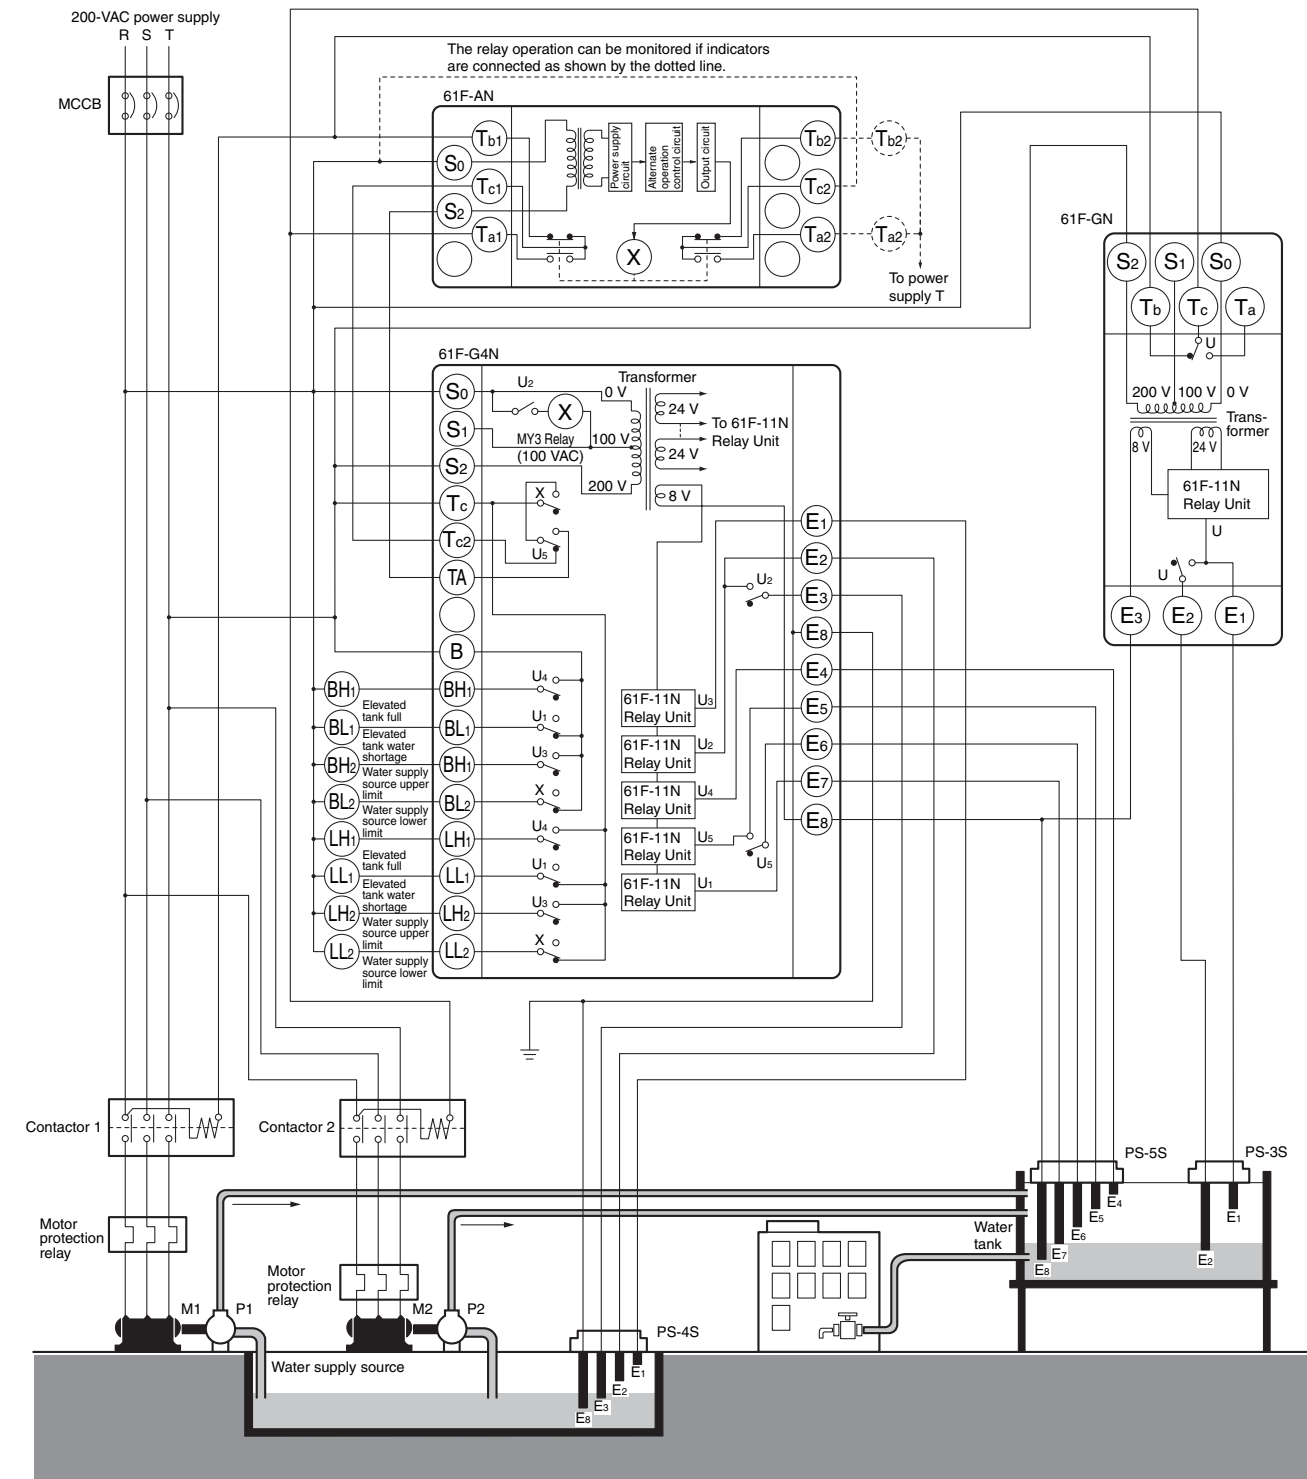 200-VAC power supply
R S T
MCCB
The relay operation can be monitored if indicators
are connected as shown by the dotted line.
61F-AN
Tb1
S0
Tc1
S2
Ta1
Power supply
circuit
Alternate
operation
control circuit
Output circuit
X
Tb2
Tc2
Ta2
Tb2
Ta2
To power
supply T
61F-GN
S2 S1 S0
Tb Tc Ta
U
200 V 100 V 0 V
Trans-
former
8 V 24 V
61F-11N
Relay Unit
U
U
E3 E2 E1
61F-G4N
S0
S1
S2
Tc
Tc2
TA
B
BH1
BL1
BH1
BL2
LH1
LL1
LH2
LL2
U2
X
MY3 Relay
(100 VAC)
Transformer
0 V
100 V
200 V
24 V
24 V
8 V
To 61F-11N
Relay Unit
X
U5
U4
U1
U3
X
U4
U1
U3
X
61F-11N
Relay Unit
U3
61F-11N
Relay Unit
U2
61F-11N
Relay Unit
U4
61F-11N
Relay Unit
U5
61F-11N
Relay Unit
U1
U2
U5
E1
E2
E3
E8
E4
E5
E6
E7
E8
BH1
Elevated
tank full
BL1
Elevated
tank water
shortage
BH2
Water supply
source upper
limit
BL2
Water supply
source lower
limit
LH1
Elevated
tank full
LL1
Elevated
tank water
shortage
LH2
Water supply
source upper
limit
LL2
Water supply
source lower
limit
Contactor 1
Contactor 2
Motor
protection
relay
Motor
protection
relay
M1 P1
M2 P2
Water supply source
PS-4S
E1
E2
E3
E8
Water
tank
PS-5S
E4
E5
E6
E7
E8
PS-3S
E1
E2